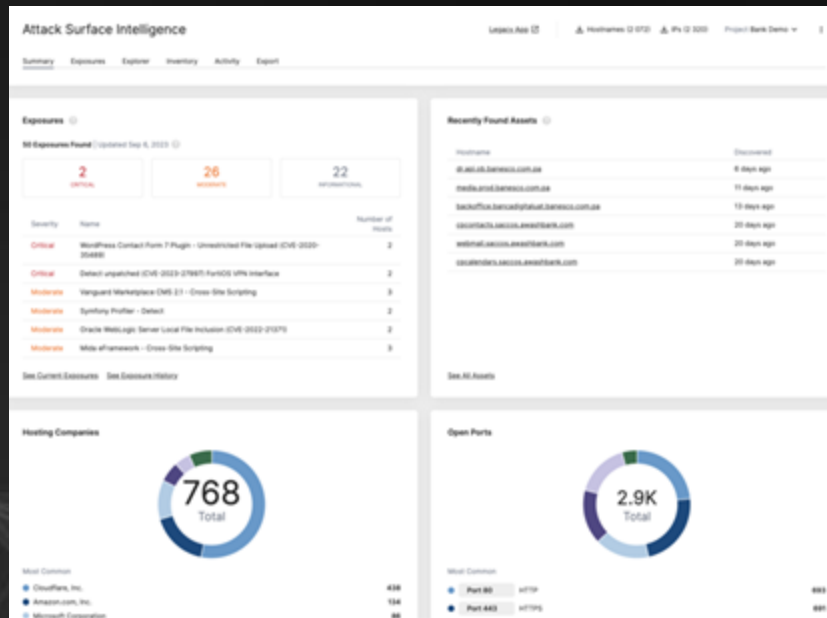 Attack Surface Intelligence
Legacy App
Hostnames (2 072)
IPs (2 320)
Project Bank Demo
Summary Exposures Explorer Inventory Activity Export
Exposures
50 Exposures Found | Updated Sep 8, 2023
2
CRITICAL
26
MODERATE
22
INFORMATIONAL
Severity Name Number of Hosts
Critical WordPress Contact Form 7 Plugin - Unrestricted File Upload (CVE-2020-
35489) 2
Critical Detect unpatched (CVE-2023-27997) FortiOS VPN Interface 2
Moderate Vanguard Marketplace CMS 2.1 - Cross-Site Scripting 3
Moderate Symfony Profiler - Detect 2
Moderate Oracle WebLogic Server Local File Inclusion (CVE-2022-21371) 2
Moderate Mida eFramework - Cross-Site Scripting 3
See Current Exposures See Exposure History
Recently Found Assets
Hostname Discovered
6 days ago
media.prod.banesco.com.pa 11 days ago
backoffice.bancadigitaluat.banesco.com.pa 13 days ago
cpcontacts.saccos.awashbank.com 20 days ago
webmail.saccos.awashbank.com 20 days ago
cpcalendars.saccos.awashbank.com 20 days ago
See All Assets
Hosting Companies
768
Total
Most Common
Cloudflare, Inc. 438
Amazon.com, Inc. 134
Microsoft Corporation
Open Ports
2.9K
Total
Most Common
Port 80 HTTP 693
Port 443 HTTPS 691